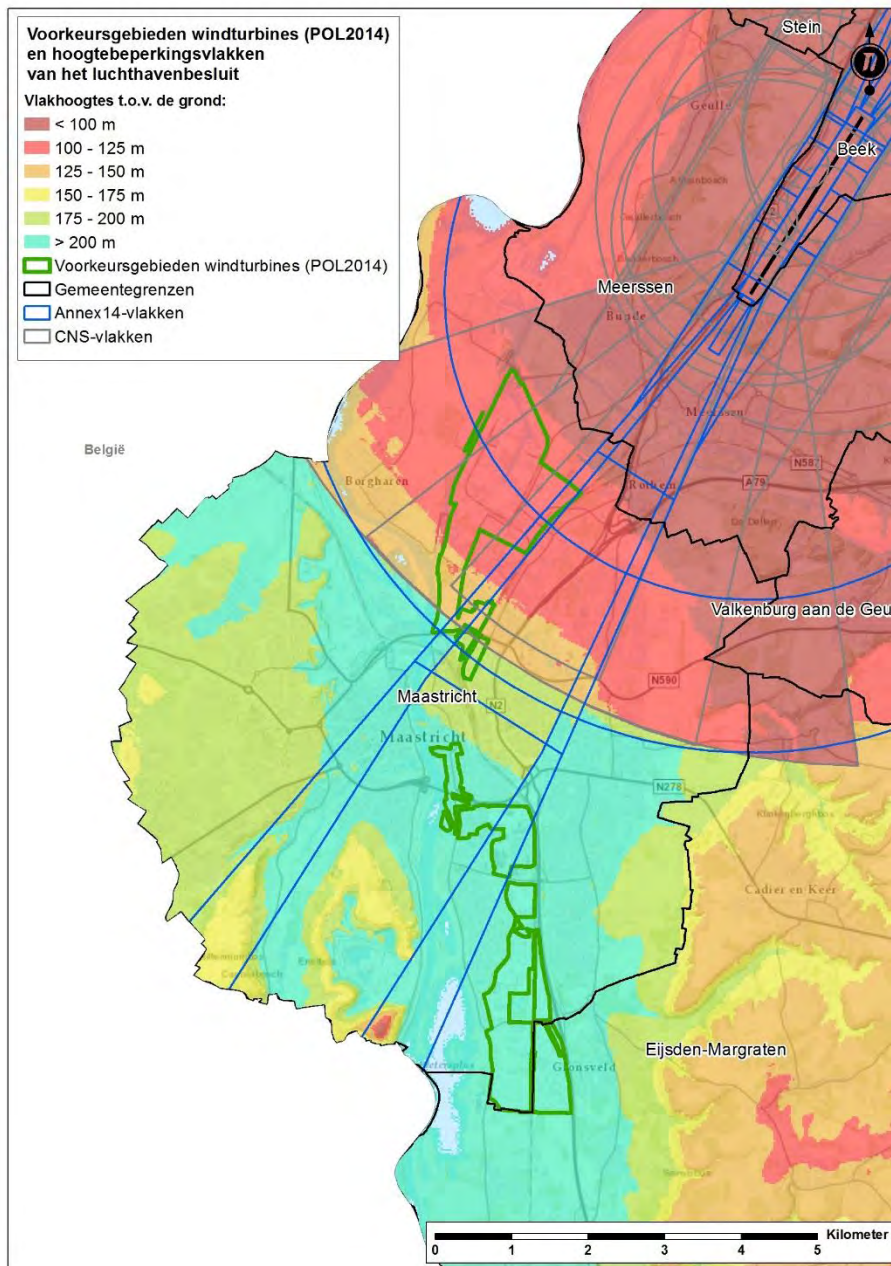 Voorkeursgebieden windturbines (POL2014)
en hoogtebeperkingsvlakken
van het luchthavenbesluit
Vlakhoogtes t.o.v. de grond:
< 100 m
100 - 125 m
125 - 150 m
150 - 175 m
175 - 200 m
> 200 m
Voorkeursgebieden windturbines (POL2014)
Gemeentegrenzen
Annex14-vlakken
CNS-vlakken
Stein
Geulle
Beek
Meerssen
Bunde
Meerssen
België
Borgharen
Rothem
N587
A79
Valkenburg aan de Geu
N590
Maastricht
N2
Maastricht
N278
Cadier en Keer
Eijsden-Margraten
Gronsveld
Kilometer
0 1 2 3 4 5